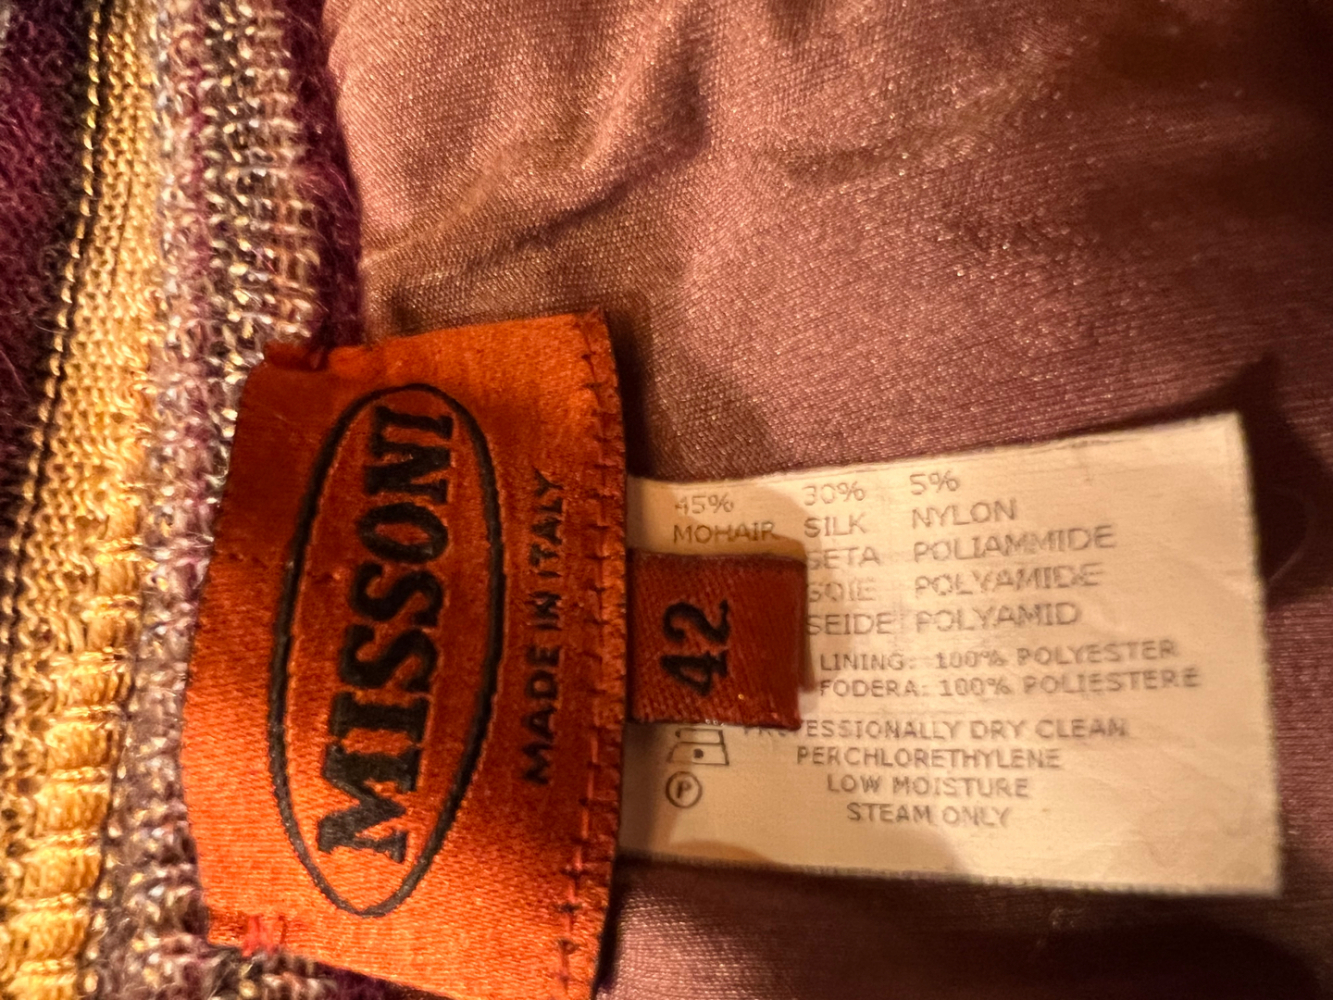 MISSONI
MADE IN ITALY
42
45% 30% 5%
MOHAIR SILK NYLON
SETA POLIAMMIDE
SOIE POLYAMIDE
SEIDE POLYAMID
LINING: 100% POLYESTER
FODERA: 100% POLIESTERE
DRY CLEAN
PERCHLORETHYLENE
LOW MOISTURE
P
STEAM ONLY